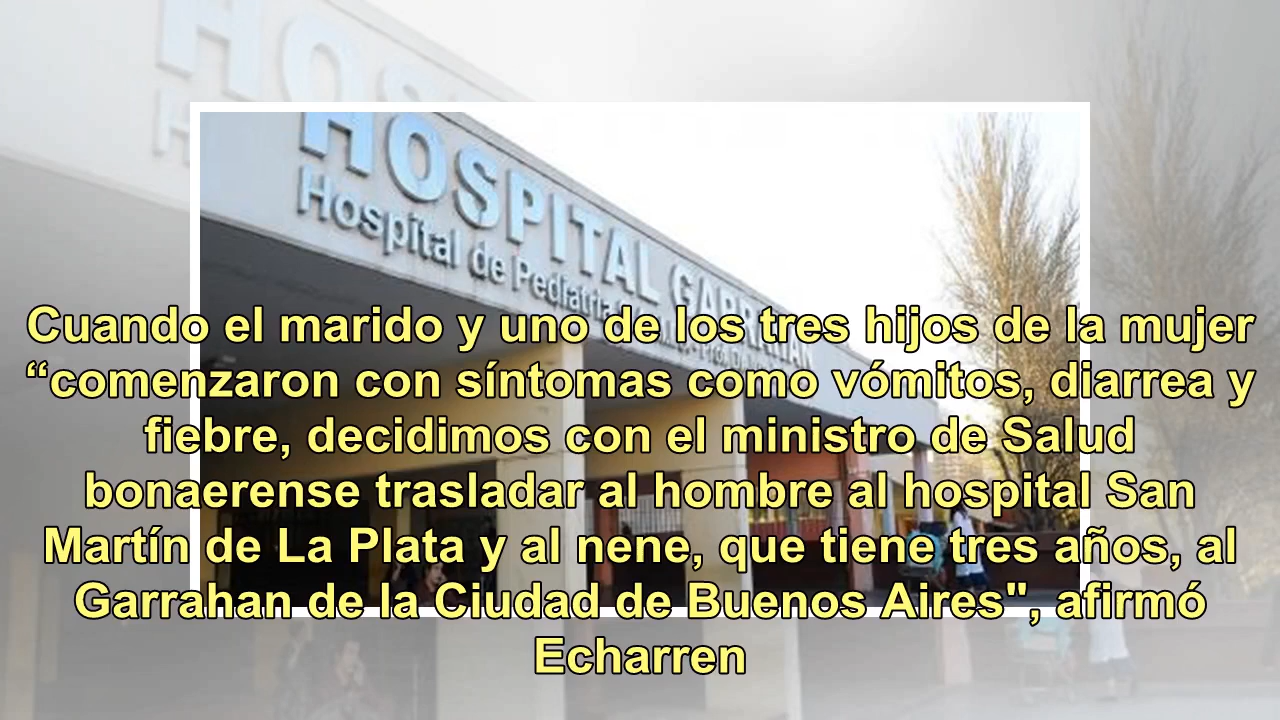 HOSPITAL GARRAHAN
Hospital de Pediatría
Cuando el marido y uno de los tres hijos de la mujer
“comenzaron con síntomas como vómitos, diarrea y
fiebre, decidimos con el ministro de Salud
bonaerense trasladar al hombre al hospital San
Martín de La Plata y al nene, que tiene tres años, al
Garrahan de la Ciudad de Buenos Aires", afirmó
Echarren